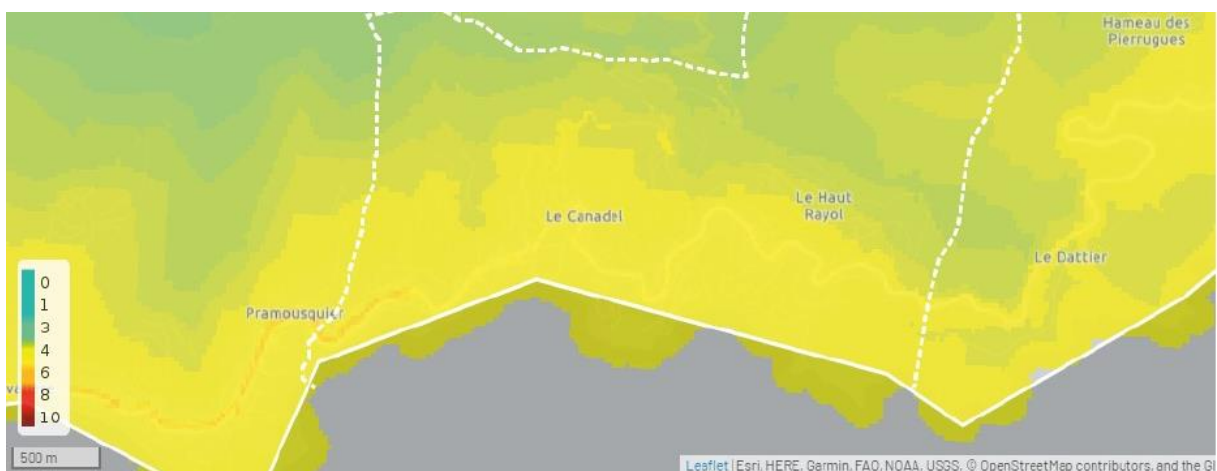 Hameau des
Pierrugues
Le Haut
Rayol
Le Canadel
Le Dattier
Pramousquier
0
1
3
4
6
8
10
500 m
Leaflet | Esri, HERE, Garmin, FAO, NOAA, USGS, © OpenStreetMap contributors, and the GI